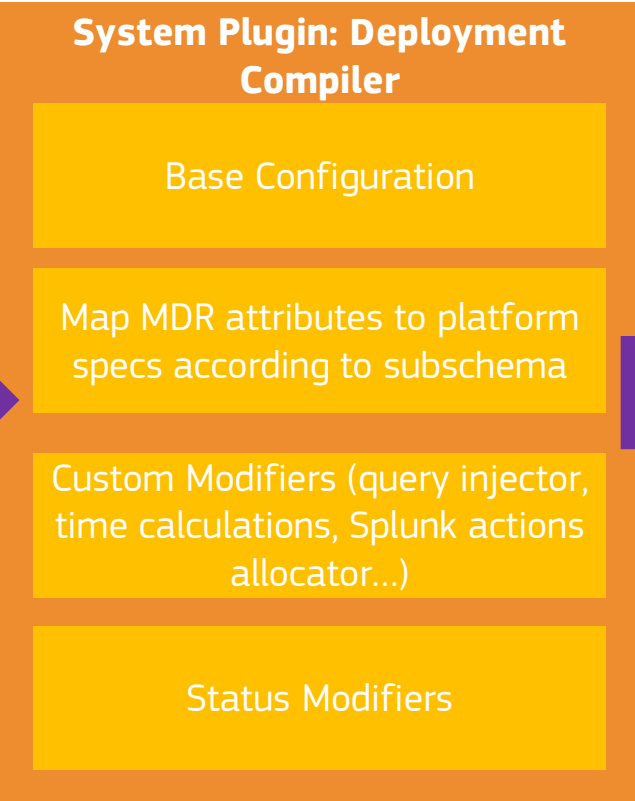 System Plugin: Deployment
Compiler
Base Configuration
Map MDR attributes to platform
specs according to subschema
Custom Modifiers (query injector,
time calculations, Splunk actions
allocator...)
Status Modifiers